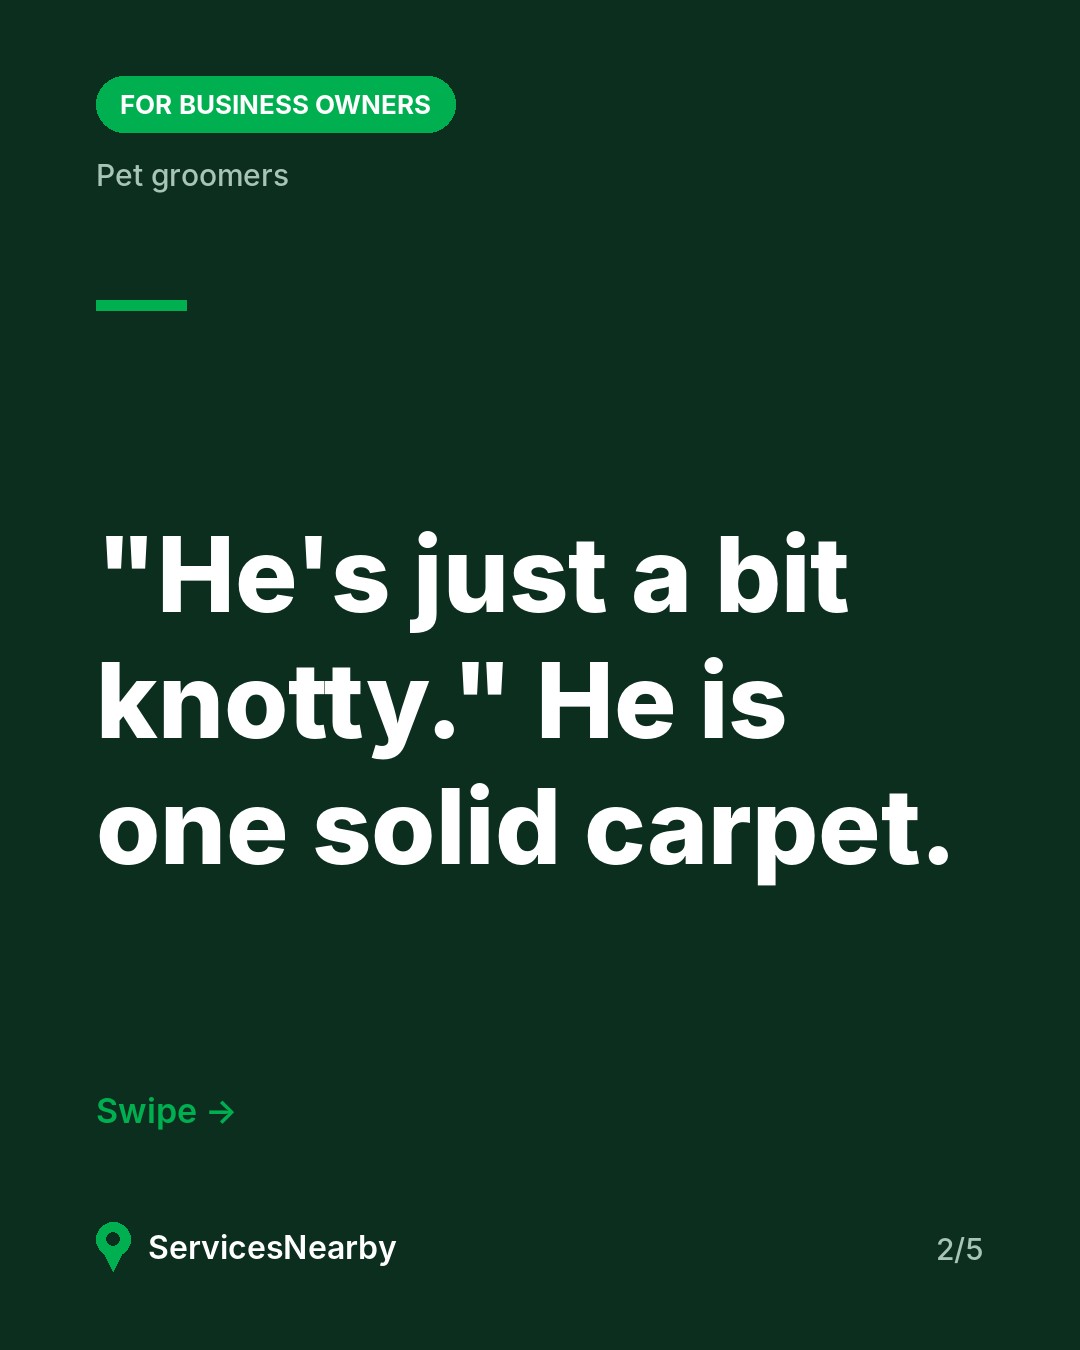 FOR BUSINESS OWNERS
Pet groomers
"He's just a bit
knotty." He is
one solid carpet.
Swipe →
ServicesNearby
2/5